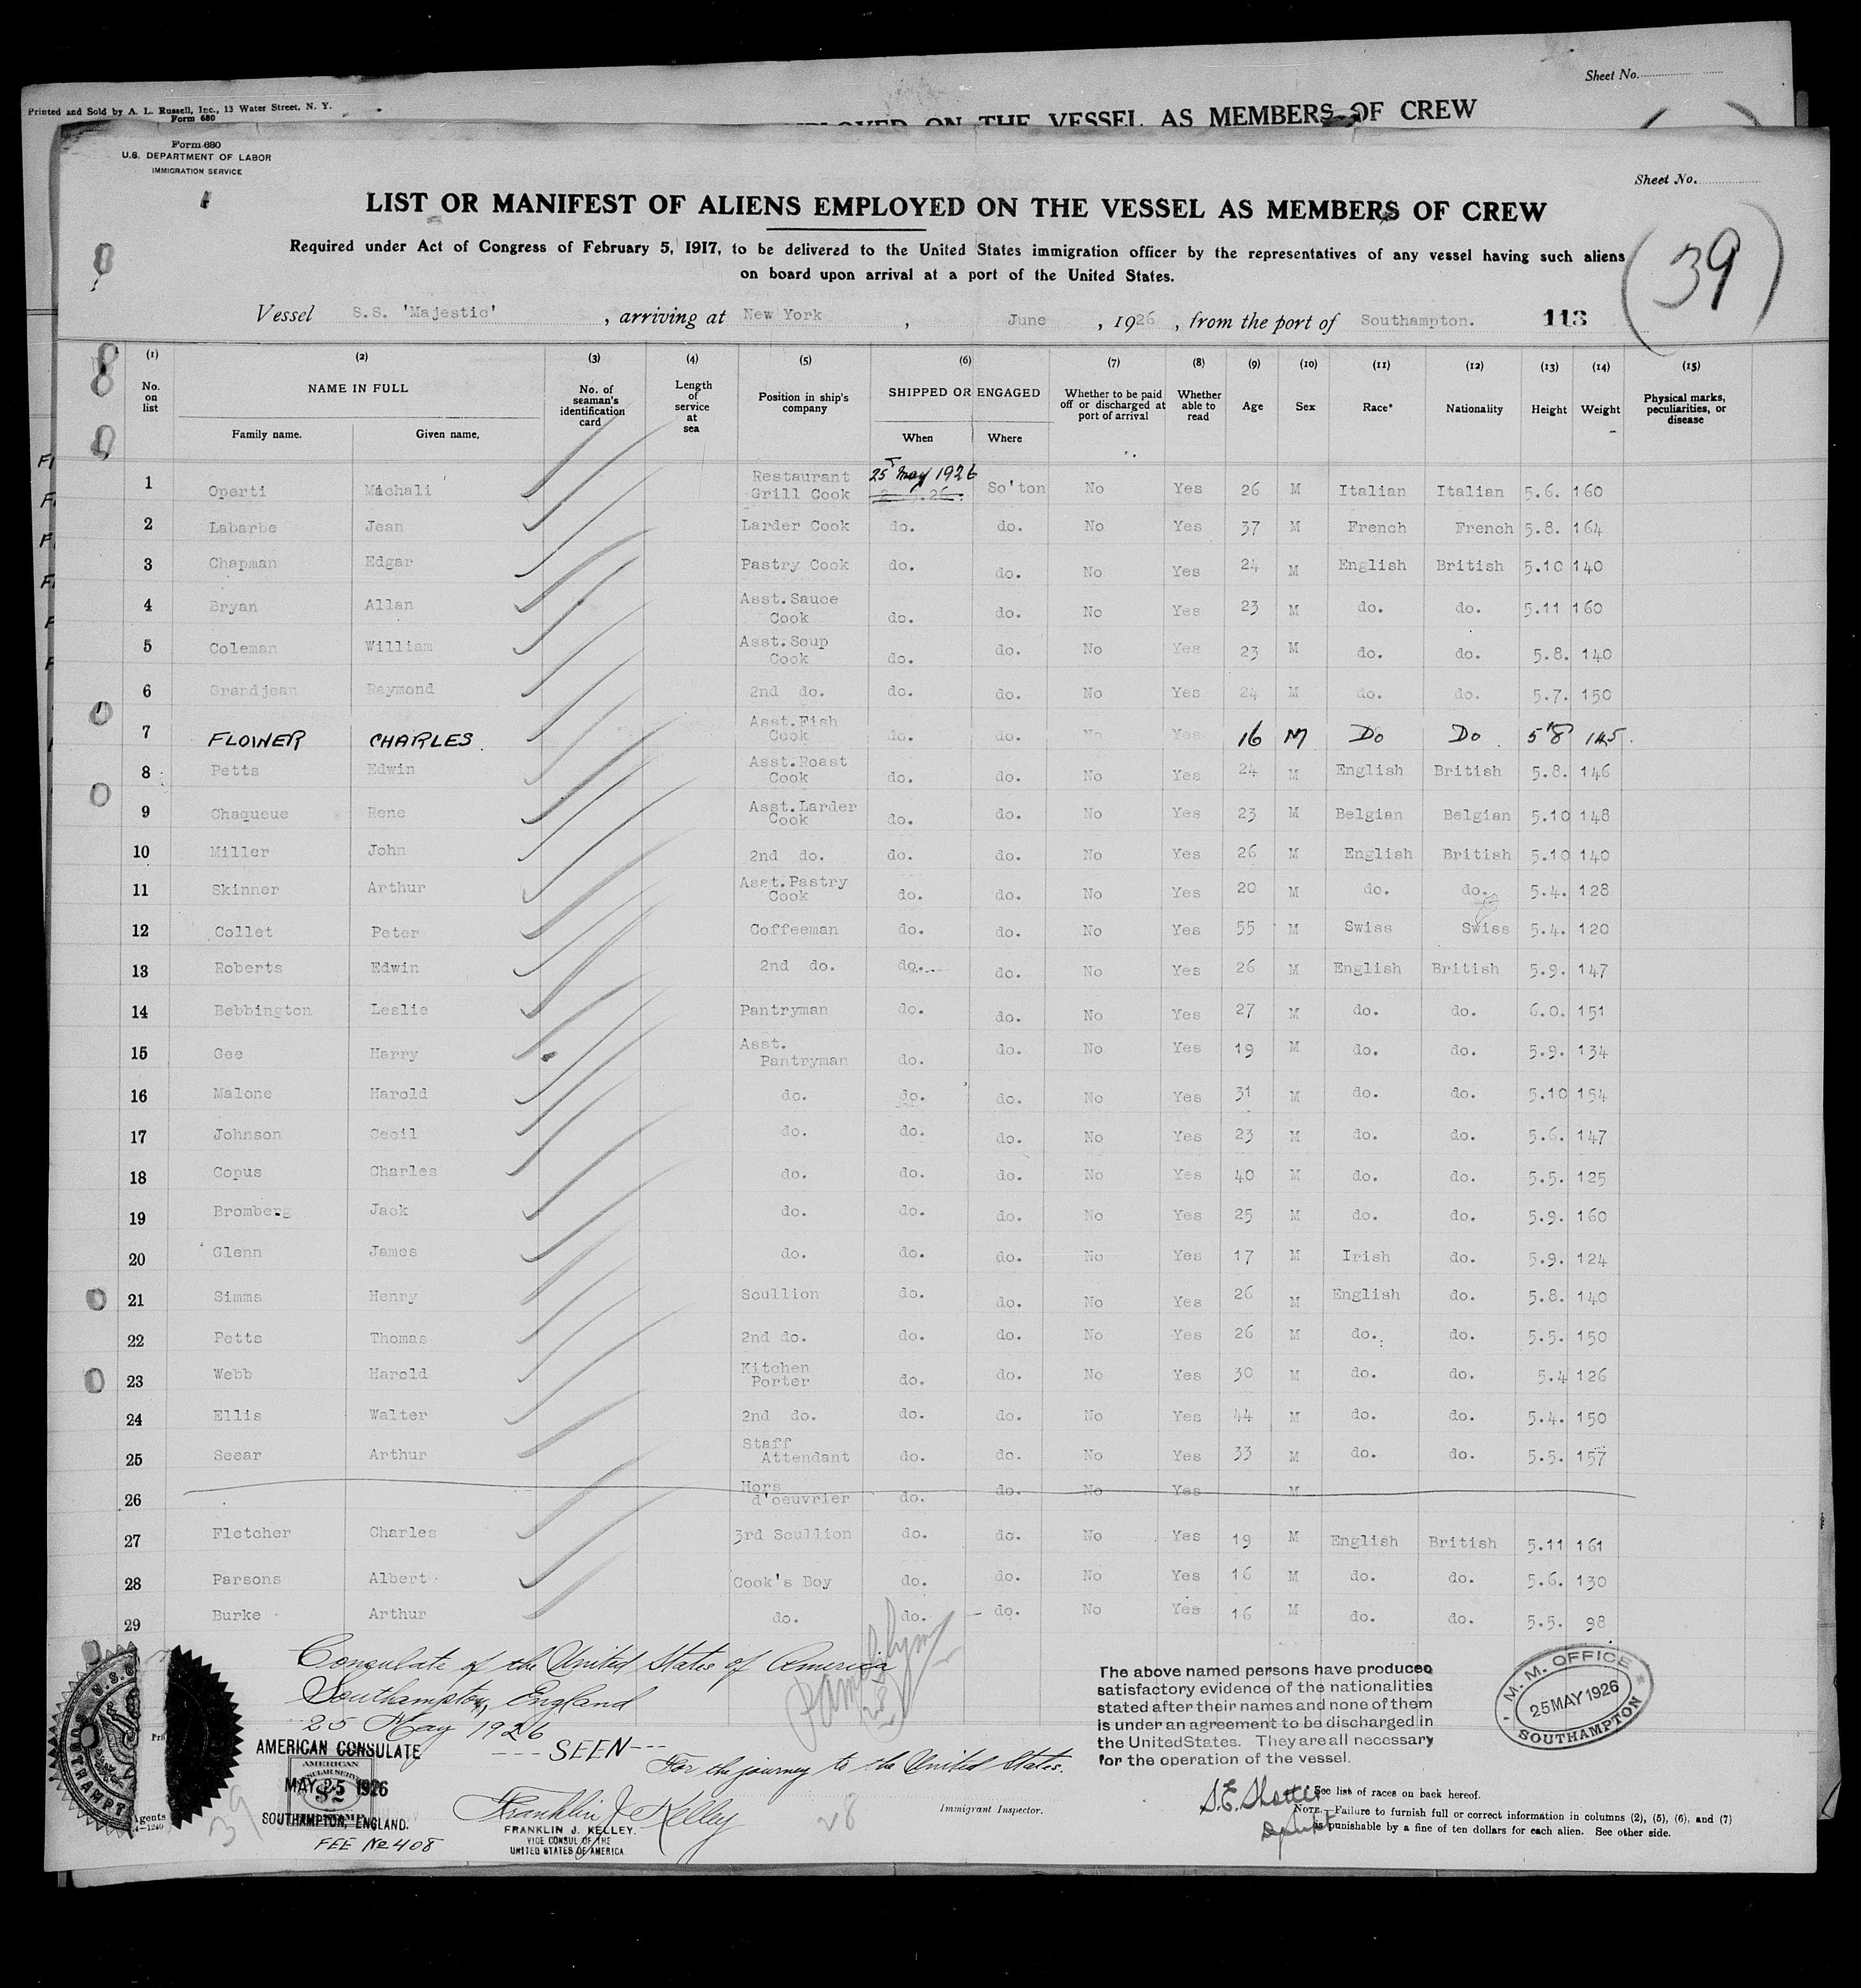 Sheet No.
Printed and Sold by A. L. Russell, Inc., 13 Water Street, N. Y.
Form 680
ON THE VESSEL AS MEMBERS OF CREW
Form 680
U.S. DEPARTMENT OF LABOR
IMMIGRATION SERVICE
Sheet No.
LIST OR MANIFEST OF ALIENS EMPLOYED ON THE VESSEL AS MEMBERS OF CREW
Required under Act of Congress of February 5, 1917, to be delivered to the United States immigration officer by the representatives of any vessel having such aliens
on board upon arrival at a port of the United States.
(39)
Vessel S.S. 'Majestic', arriving at New York, June, 1926, from the port of Southampton. 113
(1) (2) (3) (4) (5) (6) (7) (8) (9) (10) (11) (12) (13) (14) (15)
No. on list NAME IN FULL Family name. Given name. No. of seaman's identification card Length of service at sea Position in ship's company SHIPPED OR ENGAGED When Where Whether to be paid off or discharged at port of arrival Whether able to read Age Sex Race* Nationality Height Weight Physical marks, peculiarities, or disease
1 Operti Michali Restaurant Grill Cook 25 May 1926 So'ton No Yes 26 M Italian Italian 5.6. 160
2 Labarbe Jean Larder Cook do. do. No Yes 37 M French French 5.8. 164
3 Chapman Edgar Pastry Cook do. do. No Yes 24 M English British 5.10 140
4 Bryan Allan Asst.Sauce Cook do. do. No Yes 23 M do. do. 5.11 160
5 Coleman William Asst.Soup Cook do. do. No Yes 23 M do. do. 5.8. 140
6 Grandjean Raymond 2nd do. do. do. No Yes 24 M do. do. 5.7. 150
7 FLOWER CHARLES. Asst.Fish Cook do. do. No Yes 16 M Do Do 5'8 145.
8 Petts Edwin Asst.Roast Cook do. do. No Yes 24 M English British 5.8. 146
9 Chaqueue Rene Asst.Larder Cook do. do. No Yes 23 M Belgian Belgian 5.10 148
10 Miller John 2nd do. do. do. No Yes 26 M English British 5.10 140
11 Skinner Arthur Asst.Pastry Cook do. do. No Yes 20 M do. do. 5.4. 128
12 Collet Peter Coffeeman do. do. No Yes 55 M Swiss Swiss 5.4. 120
13 Roberts Edwin 2nd do. do. do. No Yes 26 M English British 5.9. 147
14 Bebbington Leslie Pantryman do. do. No Yes 27 M do. do. 6.0. 151
15 Gee Harry Asst. Pantryman do. do. No Yes 19 M do. do. 5.9. 134
16 Malone Harold do. do. do. No Yes 31 M do. do. 5.10 154
17 Johnson Cecil do. do. do. No Yes 23 M do. do. 5.6. 147
18 Copus Charles do. do. do. No Yes 40 M do. do. 5.5. 125
19 Bromberg Jack do. do. do. No Yes 25 M do. do. 5.9. 160
20 Glenn James do. do. do. No Yes 17 M Irish do. 5.9. 124
21 Simms Henry Scullion do. do. No Yes 26 M English do. 5.8. 140
22 Petts Thomas 2nd do. do. do. No Yes 26 M do. do. 5.5. 150
23 Webb Harold Kitchen Porter do. do. No Yes 30 M do. do. 5.4 126
24 Ellis Walter 2nd do. do. do. No Yes 44 M do. do. 5.4. 150
25 Seear Arthur Staff Attendant do. do. No Yes 33 M do. do. 5.5. 157
26 Hors d'oeuvrier do. do. No Yes M
27 Fletcher Charles 3rd Scullion do. do. No Yes 19 M English British 5.11 161
28 Parsons Albert Cook's Boy do. do. No Yes 16 M do. do. 5.6. 130
29 Burke Arthur do. do. do. No Yes 16 M do. do. 5.5. 98
Consulate of the United States of America
Southampton, England
25 May 1926
---SEEN---
For the journey to the United States.
AMERICAN CONSULATE
MAY 25 1926
SOUTHAMPTON, ENGLAND.
FEE No 408
39
Franklin J Kelley
FRANKLIN J. KELLEY.
VICE CONSUL OF THE
UNITED STATES OF AMERICA
28
Immigrant Inspector.
The above named persons have produced
satisfactory evidence of the nationalities
stated after their names and none of them
is under an agreement to be discharged in
the United States. They are all necessary
for the operation of the vessel.
M.M. OFFICE
25 MAY 1926
SOUTHAMPTON
See list of races on back hereof.
NOTE.—Failure to furnish full or correct information in columns (2), (5), (6), and (7)
is punishable by a fine of ten dollars for each alien. See other side.